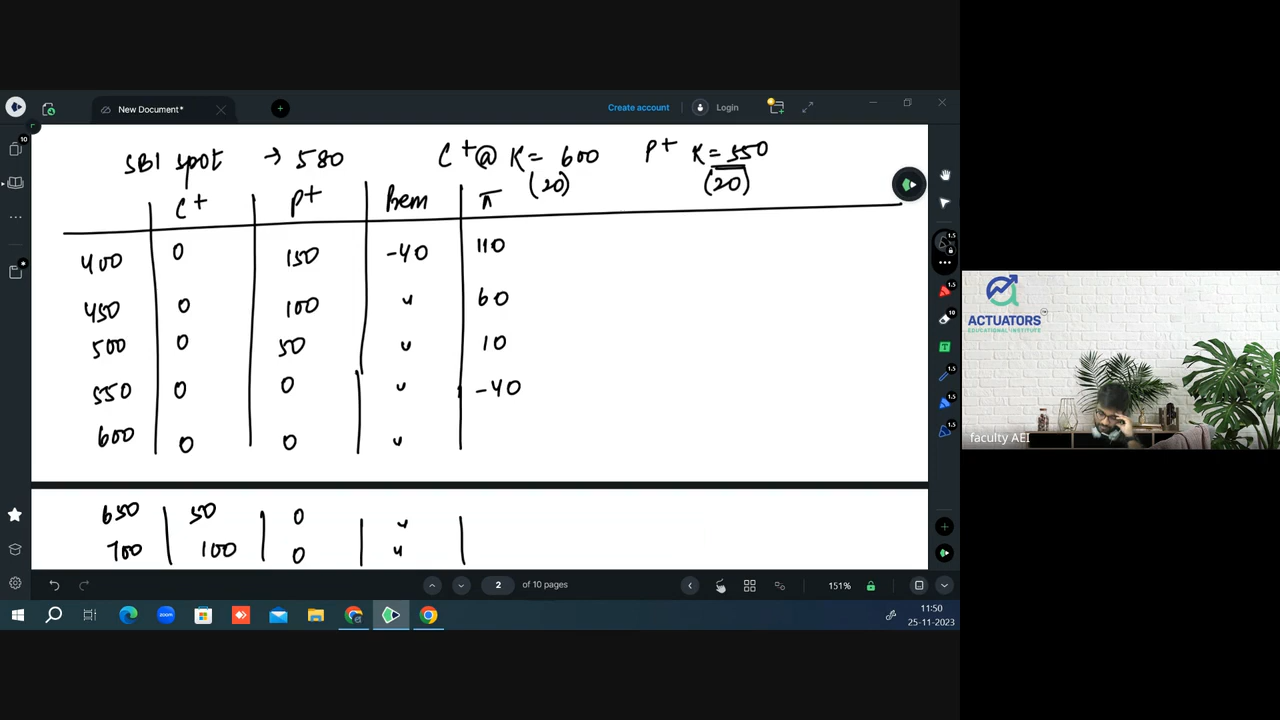 New Document*
Create account
Login
SBI spot → 580 C+@ K = 600 P+ K = 550
(20) (20)
C+ P+ Prem π
400 0 150 -40 110
450 0 100 " 60
500 0 50 " 10
550 0 0 " -40
600 0 0 "
650 50 0 "
700 100 0 "
ACTUATORS
EDUCATIONAL INSTITUTE
faculty AEI
2 of 10 pages
151%
11:50
25-11-2023